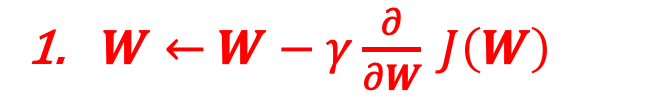 1. W ← W − γ ∂/∂W J(W)